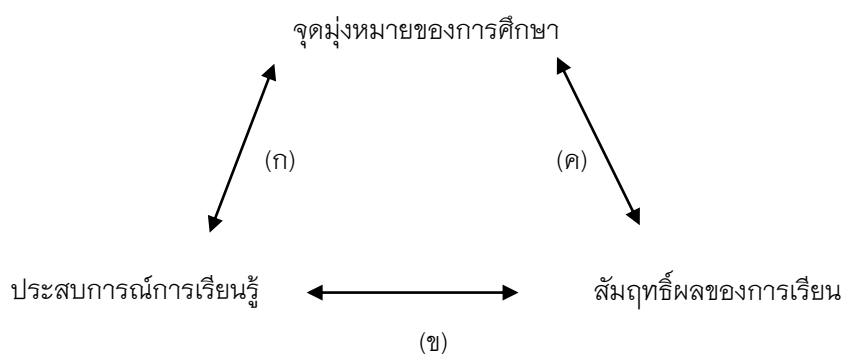 จุดมุ่งหมายของการศึกษา
(ก)
(ค)
ประสบการณ์การเรียนรู้
สัมฤทธิ์ผลของการเรียน
(ข)